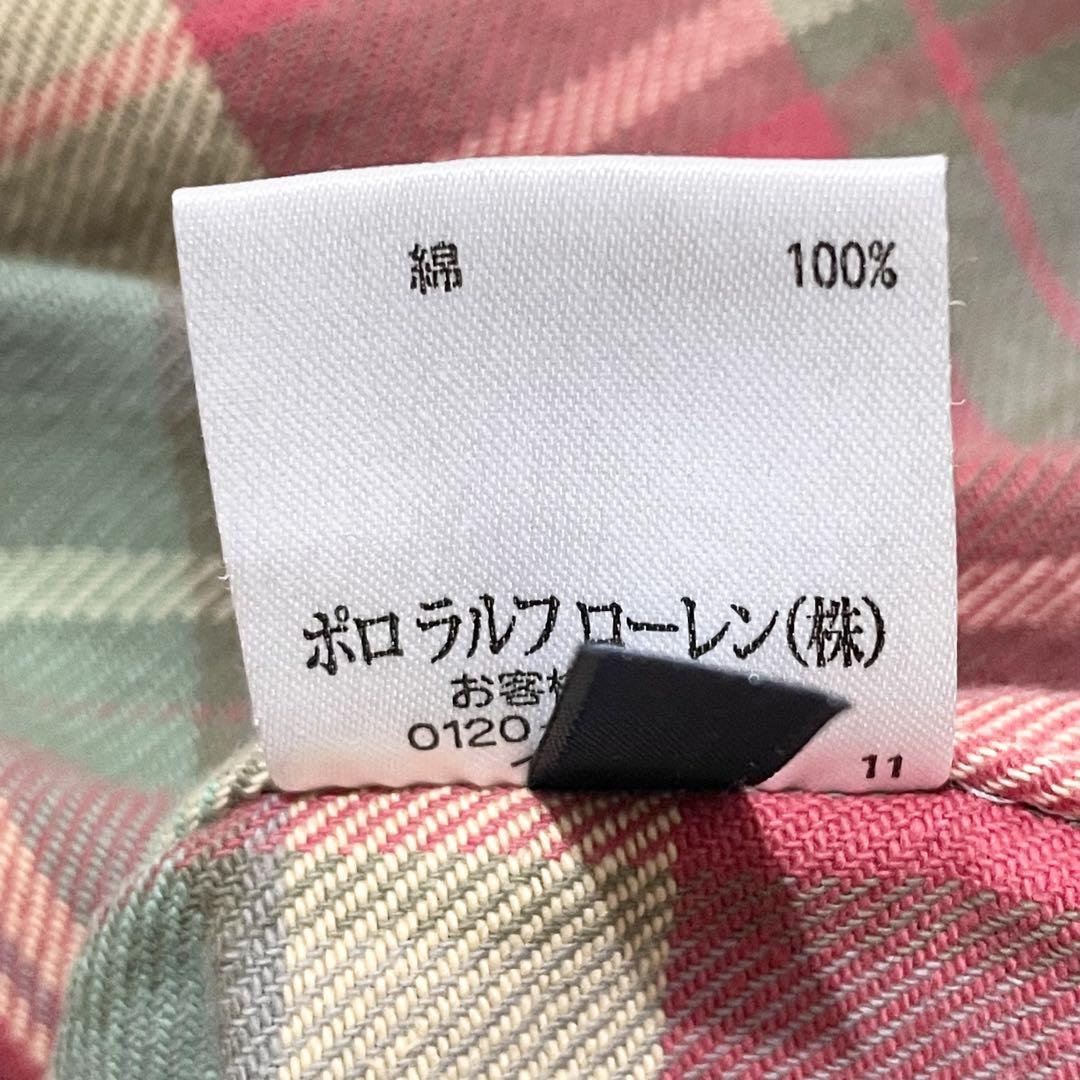 綿 100%
ポロ ラルフ ローレン(株)
お客
0120
11